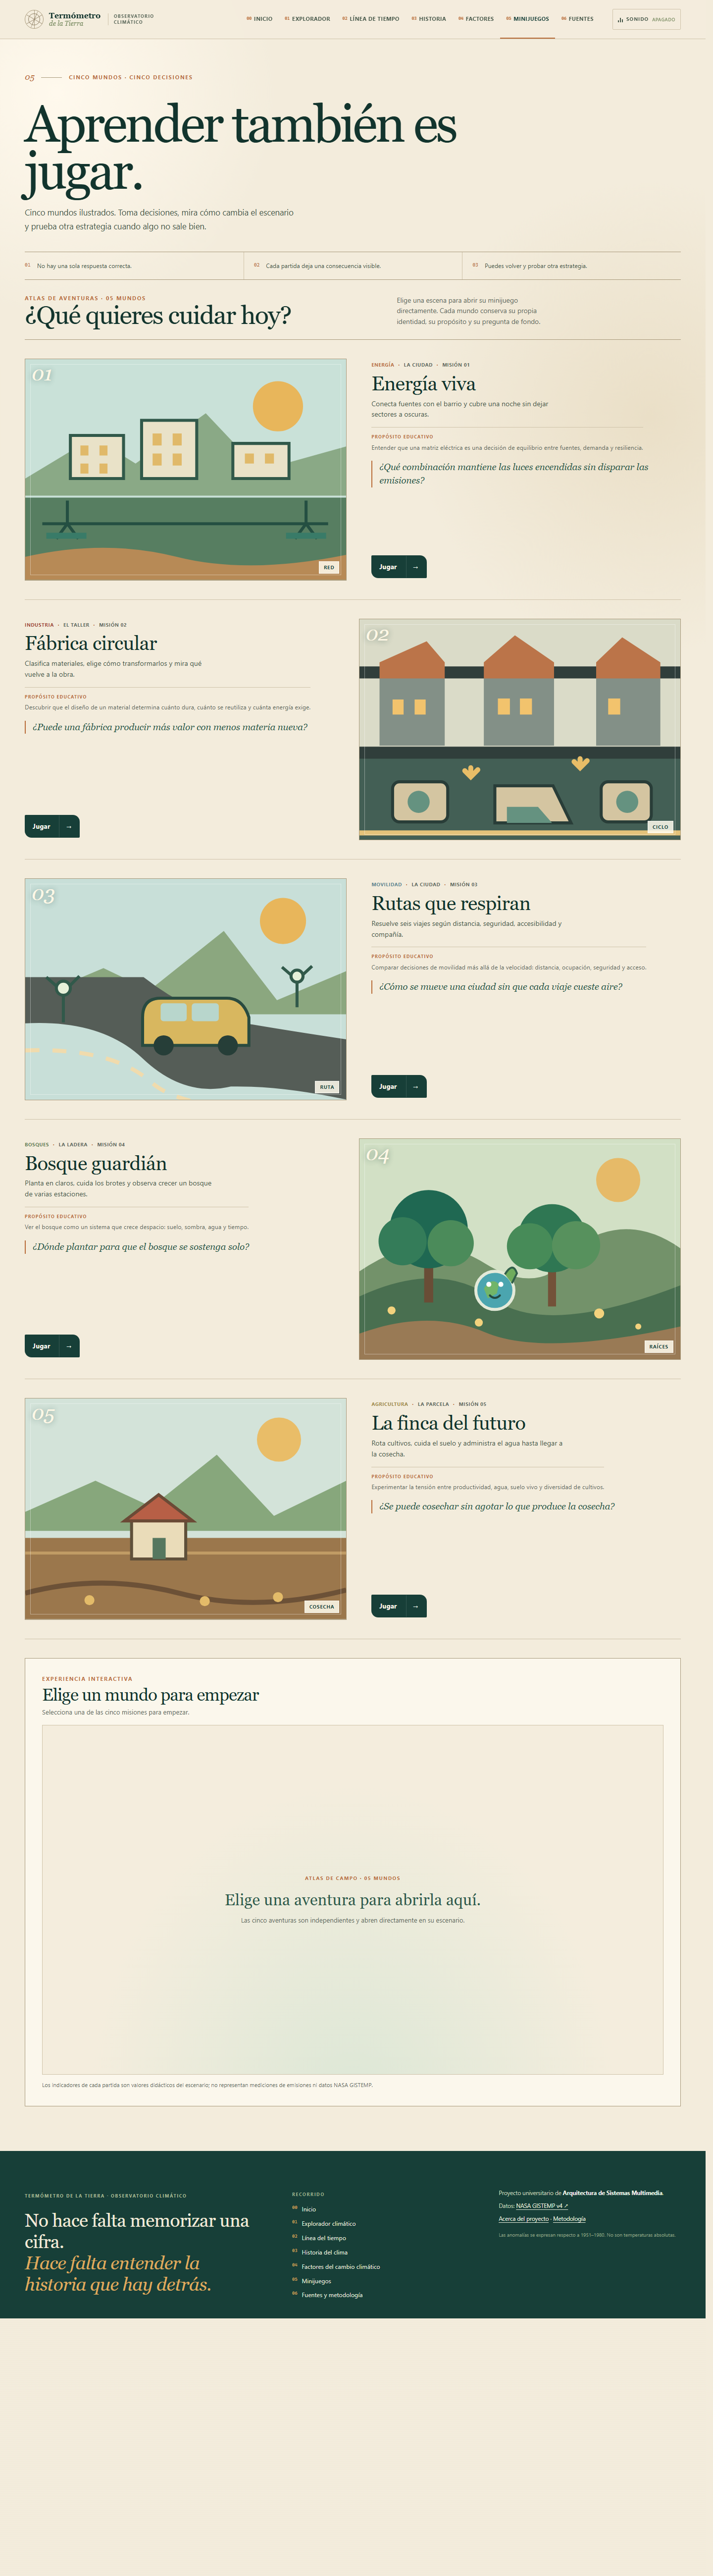 Termómetro
de la Tierra
OBSERVATORIO
CLIMÁTICO
00 INICIO
01 EXPLORADOR
02 LÍNEA DE TIEMPO
03 HISTORIA
04 FACTORES
05 MINIJUEGOS
06 FUENTES
SONIDO APAGADO
05 CINCO MUNDOS · CINCO DECISIONES
Aprender también es
jugar.
Cinco mundos ilustrados. Toma decisiones, mira cómo cambia el escenario
y prueba otra estrategia cuando algo no sale bien.
01 No hay una sola respuesta correcta.
02 Cada partida deja una consecuencia visible.
03 Puedes volver y probar otra estrategia.
ATLAS DE AVENTURAS · 05 MUNDOS
¿Qué quieres cuidar hoy?
Elige una escena para abrir su minijuego
directamente. Cada mundo conserva su propia
identidad, su propósito y su pregunta de fondo.
01
RED
ENERGÍA · LA CIUDAD · MISIÓN 01
Energía viva
Conecta fuentes con el barrio y cubre una noche sin dejar
sectores a oscuras.
PROPÓSITO EDUCATIVO
Entender que una matriz eléctrica es una decisión de equilibrio entre fuentes, demanda y resiliencia.
¿Qué combinación mantiene las luces encendidas sin disparar las
emisiones?
Jugar →
INDUSTRIA · EL TALLER · MISIÓN 02
Fábrica circular
Clasifica materiales, elige cómo transformarlos y mira qué
vuelve a la obra.
PROPÓSITO EDUCATIVO
Descubrir que el diseño de un material determina cuánto dura, cuánto se reutiliza y cuánta energía exige.
¿Puede una fábrica producir más valor con menos materia nueva?
Jugar →
02
CICLO
03
RUTA
MOVILIDAD · LA CIUDAD · MISIÓN 03
Rutas que respiran
Resuelve seis viajes según distancia, seguridad, accesibilidad y
compañía.
PROPÓSITO EDUCATIVO
Comparar decisiones de movilidad más allá de la velocidad: distancia, ocupación, seguridad y acceso.
¿Cómo se mueve una ciudad sin que cada viaje cueste aire?
Jugar →
BOSQUES · LA LADERA · MISIÓN 04
Bosque guardián
Planta en claros, cuida los brotes y observa crecer un bosque
de varias estaciones.
PROPÓSITO EDUCATIVO
Ver el bosque como un sistema que crece despacio: suelo, sombra, agua y tiempo.
¿Dónde plantar para que el bosque se sostenga solo?
Jugar →
04
RAÍCES
05
COSECHA
AGRICULTURA · LA PARCELA · MISIÓN 05
La finca del futuro
Rota cultivos, cuida el suelo y administra el agua hasta llegar a
la cosecha.
PROPÓSITO EDUCATIVO
Experimentar la tensión entre productividad, agua, suelo vivo y diversidad de cultivos.
¿Se puede cosechar sin agotar lo que produce la cosecha?
Jugar →
EXPERIENCIA INTERACTIVA
Elige un mundo para empezar
Selecciona una de las cinco misiones para empezar.
ATLAS DE CAMPO · 05 MUNDOS
Elige una aventura para abrirla aquí.
Las cinco aventuras son independientes y abren directamente en su escenario.
Los indicadores de cada partida son valores didácticos del escenario; no representan mediciones de emisiones ni datos NASA GISTEMP.
TERMÓMETRO DE LA TIERRA · OBSERVATORIO CLIMÁTICO
No hace falta memorizar una
cifra.
Hace falta entender la
historia que hay detrás.
RECORRIDO
00 Inicio
01 Explorador climático
02 Línea del tiempo
03 Historia del clima
04 Factores del cambio climático
05 Minijuegos
06 Fuentes y metodología
Proyecto universitario de Arquitectura de Sistemas Multimedia.
Datos: NASA GISTEMP v4 ↗
Acerca del proyecto · Metodología
Las anomalías se expresan respecto a 1951–1980. No son temperaturas absolutas.